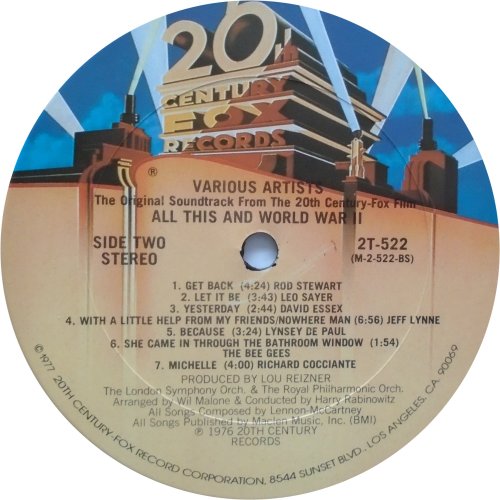 20th
CENTURY
FOX
RECORDS
®
VARIOUS ARTISTS
The Original Soundtrack From The 20th Century-Fox Film
ALL THIS AND WORLD WAR II
SIDE TWO
STEREO
2T-522
(M-2-522-BS)
1. GET BACK (4:24) ROD STEWART
2. LET IT BE (3:43) LEO SAYER
3. YESTERDAY (2:44) DAVID ESSEX
4. WITH A LITTLE HELP FROM MY FRIENDS/NOWHERE MAN (6:56) JEFF LYNNE
5. BECAUSE (3:24) LYNSEY DE PAUL
6. SHE CAME IN THROUGH THE BATHROOM WINDOW (1:54)
THE BEE GEES
7. MICHELLE (4:00) RICHARD COCCIANTE
PRODUCED BY LOU REIZNER
The London Symphony Orch. & The Royal Philharmonic Orch.
Arranged by Wil Malone & Conducted by Harry Rabinowitz
All Songs Composed by Lennon-McCartney
All Songs Published by Maclen Music, Inc. (BMI)
℗ 1976 20TH CENTURY
RECORDS
© 1977 20TH CENTURY-FOX RECORD CORPORATION, 8544 SUNSET BLVD., LOS ANGELES, CA. 90069